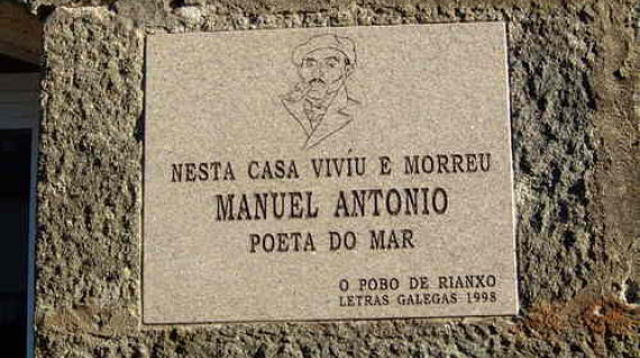 NESTA CASA VIVÍU E MORREU
MANUEL ANTONIO
POETA DO MAR
O POBO DE RIANXO
LETRAS GALEGAS 1998